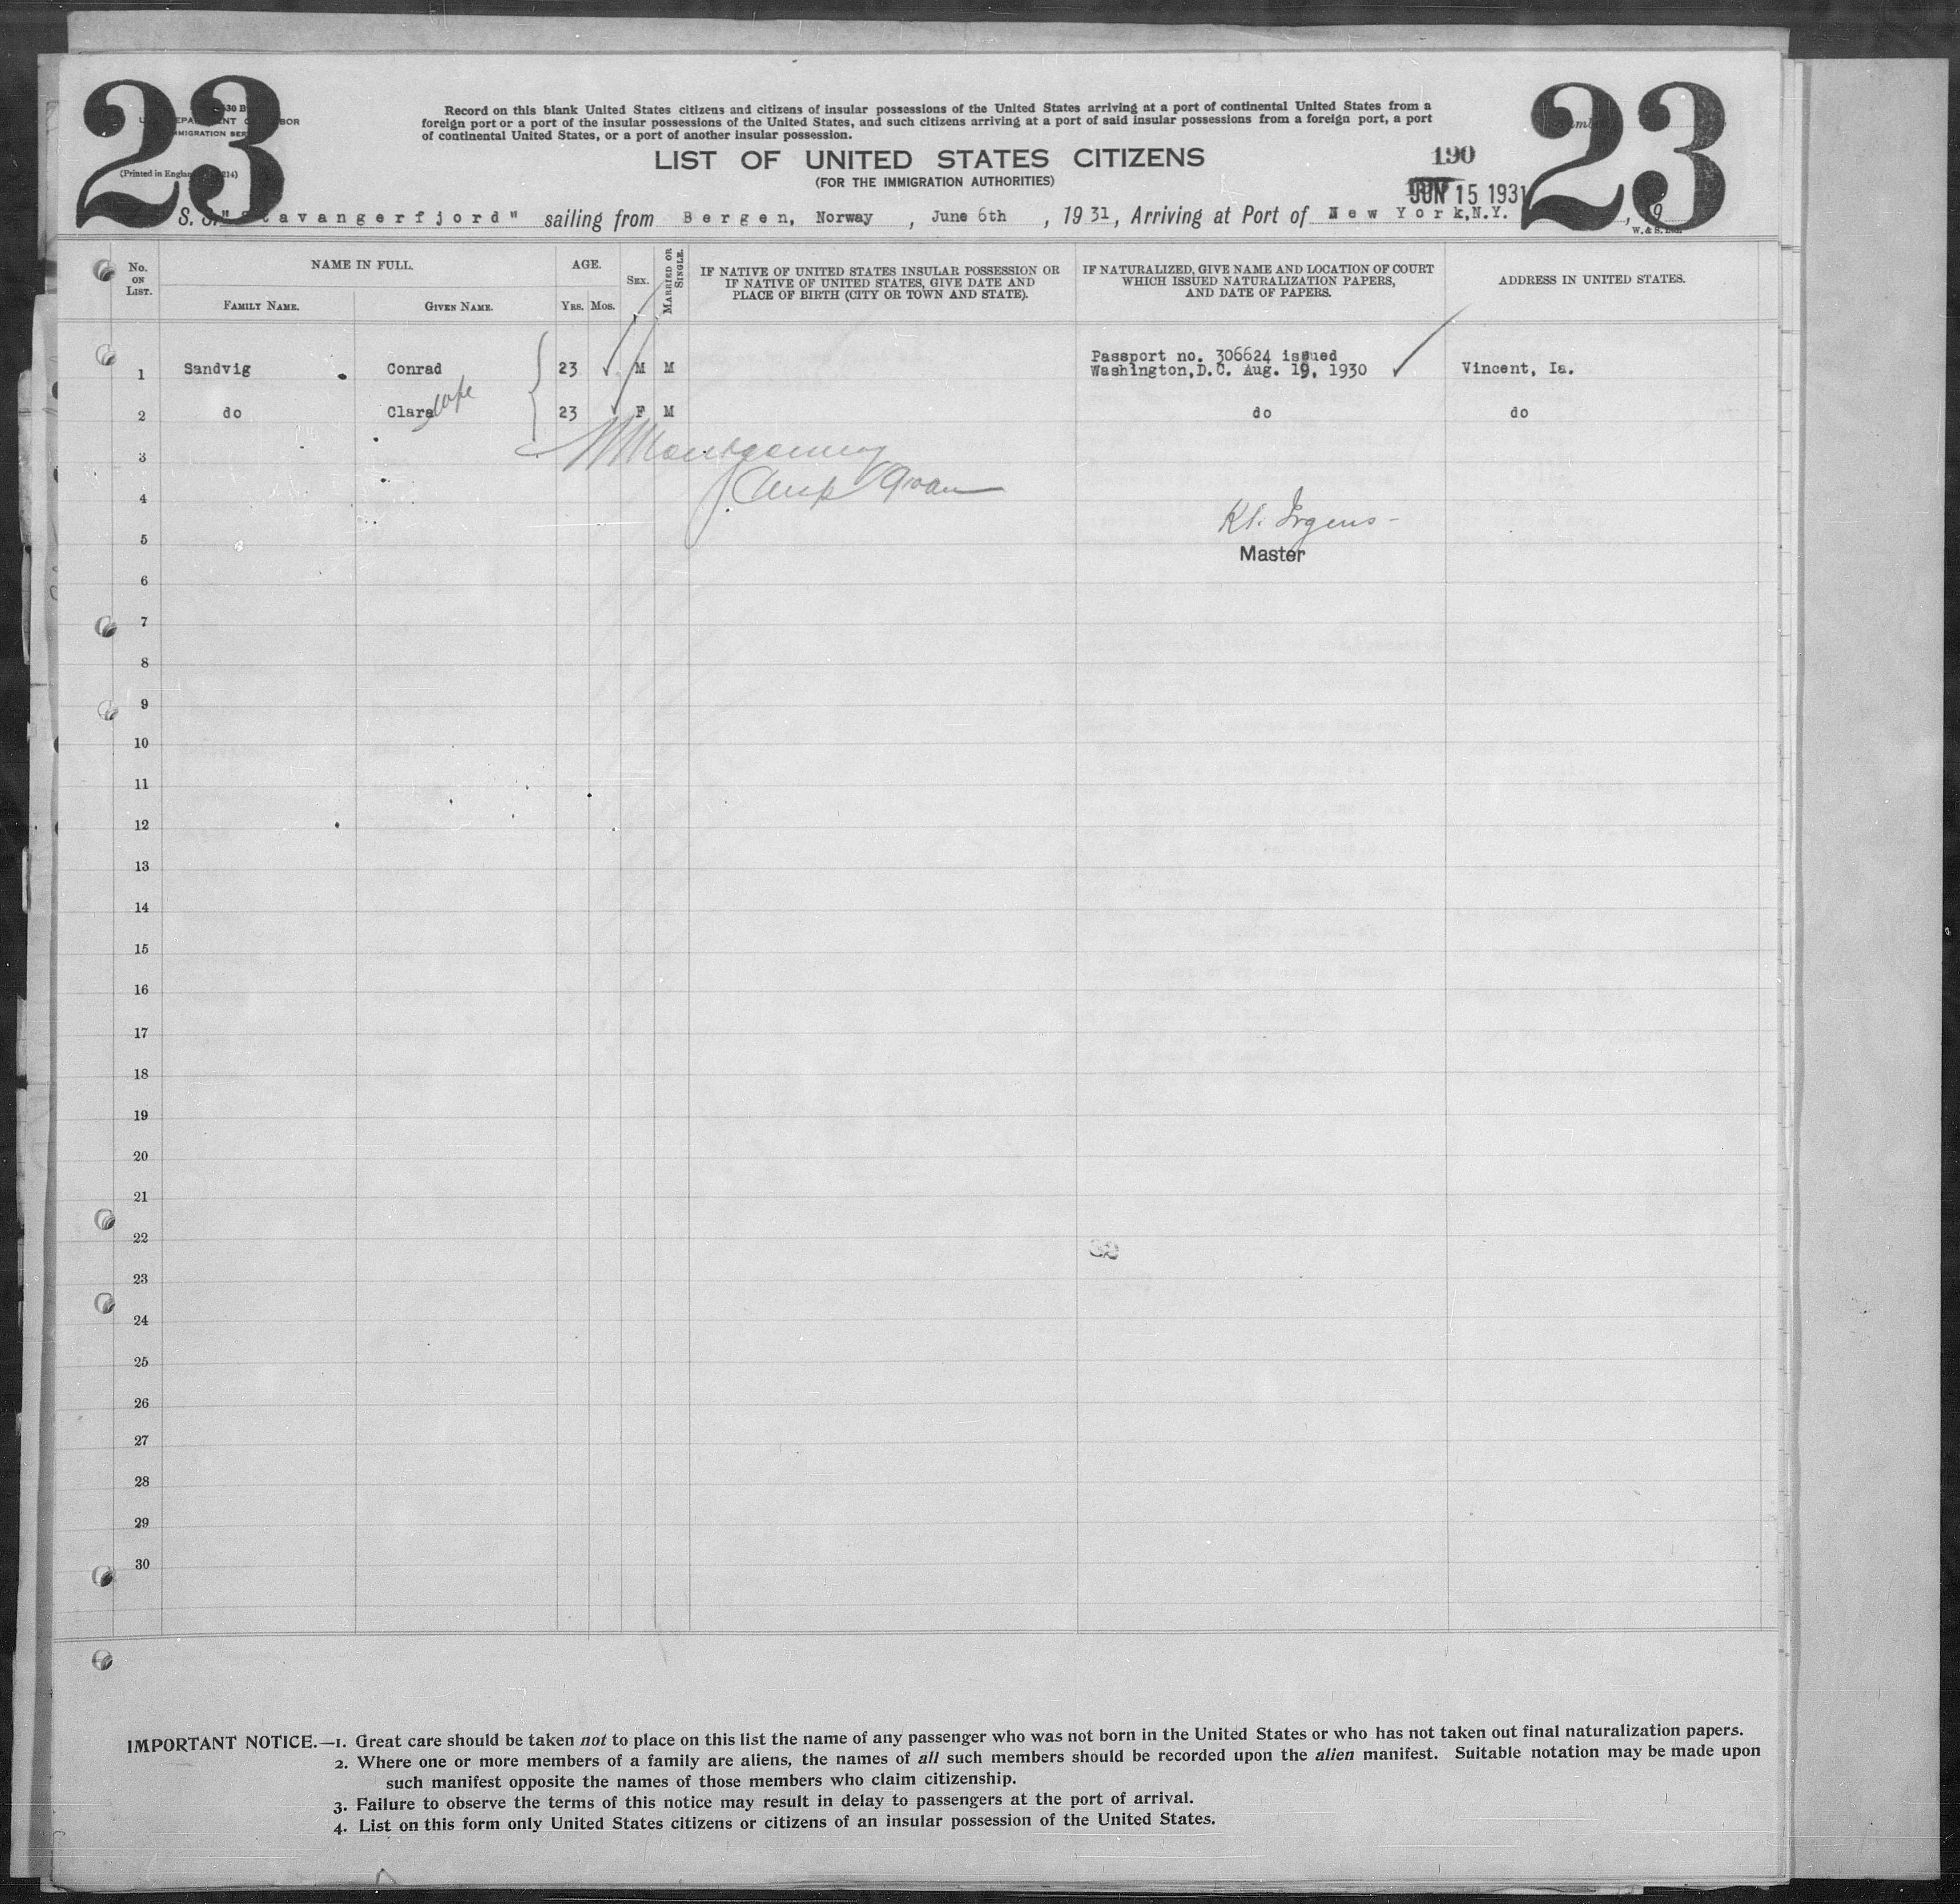 23
23
Record on this blank United States citizens and citizens of insular possessions of the United States arriving at a port of continental United States from a
foreign port or a port of the insular possessions of the United States, and such citizens arriving at a port of said insular possessions from a foreign port, a port
of continental United States, or a port of another insular possession.
(Printed in England
LIST OF UNITED STATES CITIZENS
(FOR THE IMMIGRATION AUTHORITIES)
190
JUN 15 1931
S. S. "Stavangerfjord" sailing from Bergen, Norway, June 6th, 1931, Arriving at Port of New York, N.Y., 19
No. ON LIST.
NAME IN FULL.
FAMILY NAME.
GIVEN NAME.
AGE.
YRS. MOS.
SEX.
MARRIED OR SINGLE.
IF NATIVE OF UNITED STATES INSULAR POSSESSION OR
IF NATIVE OF UNITED STATES, GIVE DATE AND
PLACE OF BIRTH (CITY OR TOWN AND STATE).
IF NATURALIZED, GIVE NAME AND LOCATION OF COURT
WHICH ISSUED NATURALIZATION PAPERS,
AND DATE OF PAPERS.
ADDRESS IN UNITED STATES.
1 Sandvig Conrad 23 M M Passport no. 306624 issued
Washington, D.C. Aug. 19, 1930 Vincent, Ia.
2 do Clara wife 23 F M do do
3 Montgomery
4
Kl. Irgens
5
Master
6
7
8
9
10
11
12
13
14
15
16
17
18
19
20
21
22
23
24
25
26
27
28
29
30
IMPORTANT NOTICE.—1. Great care should be taken not to place on this list the name of any passenger who was not born in the United States or who has not taken out final naturalization papers.
2. Where one or more members of a family are aliens, the names of all such members should be recorded upon the alien manifest. Suitable notation may be made upon
such manifest opposite the names of those members who claim citizenship.
3. Failure to observe the terms of this notice may result in delay to passengers at the port of arrival.
4. List on this form only United States citizens or citizens of an insular possession of the United States.